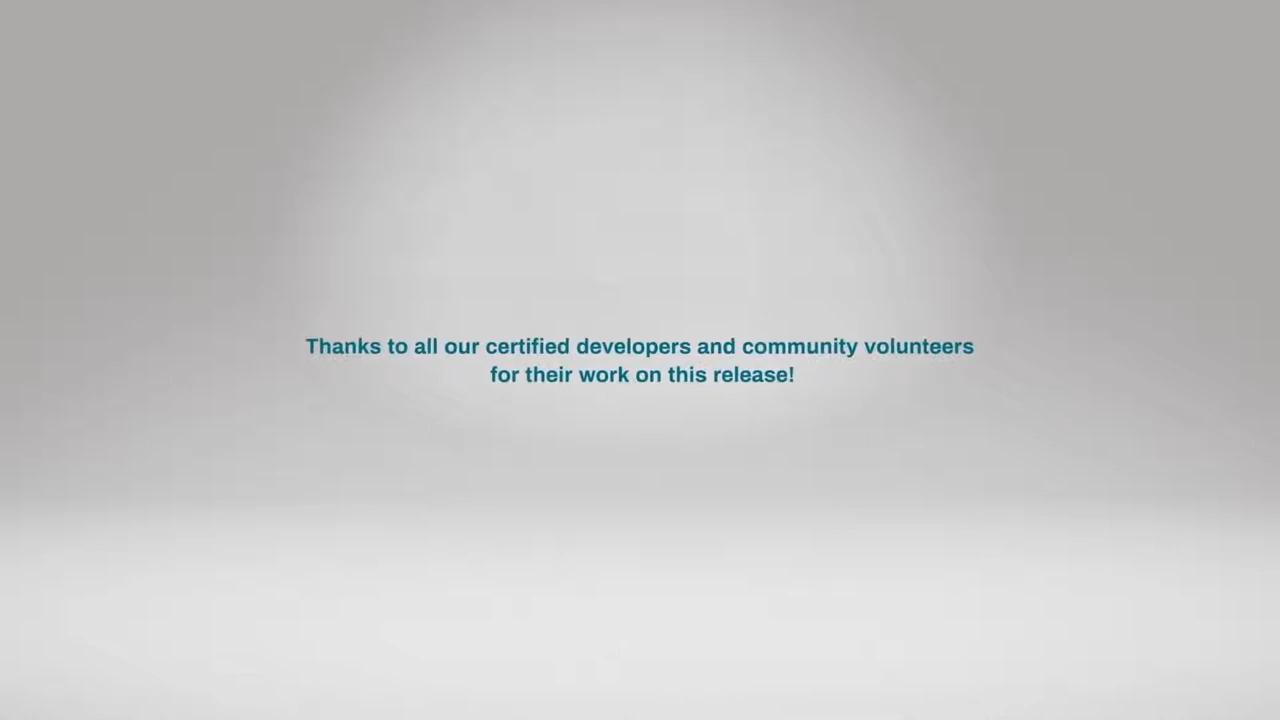 Thanks to all our certified developers and community volunteers
for their work on this release!